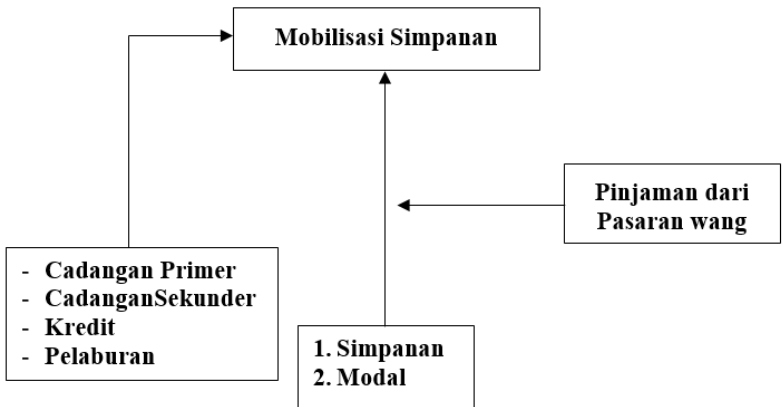 Mobilisasi Simpanan
Pinjaman dari
Pasaran wang
- Cadangan Primer
- CadanganSekunder
- Kredit
- Pelaburan
1. Simpanan
2. Modal